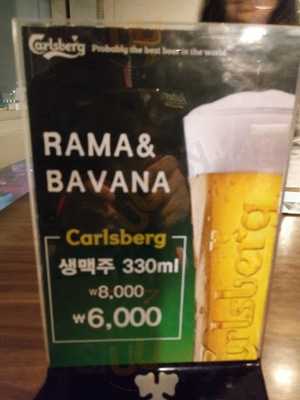 Carlsberg Probably the best beer in the world
RAMA&
BAVANA
Carlsberg
생맥주 330ml
₩8,000
₩6,000
Carlsberg